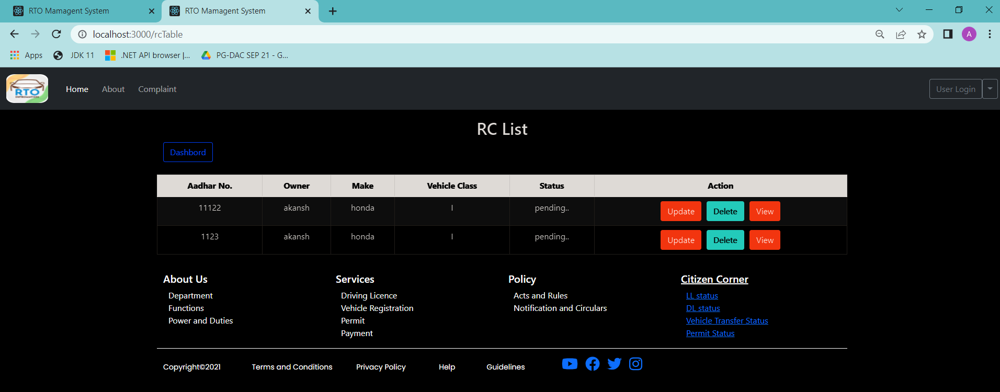 RTO Mamagent System
RTO Mamagent System
localhost:3000/rcTable
A
Apps
JDK 11
.NET API browser |...
PG-DAC SEP 21 - G...
RTO
INFROMATION
Home
About
Complaint
User Login
RC List
Dashbord
Aadhar No. Owner Make Vehicle Class Status Action
11122 akansh honda l pending.. Update Delete View
1123 akansh honda l pending.. Update Delete View
About Us
Department
Functions
Power and Duties
Services
Driving Licence
Vehicle Registration
Permit
Payment
Policy
Acts and Rules
Notification and Circulars
Citizen Corner
LL status
DL status
Vehicle Transfer Status
Permit Status
Copyright©2021 Terms and Conditions Privacy Policy Help Guidelines